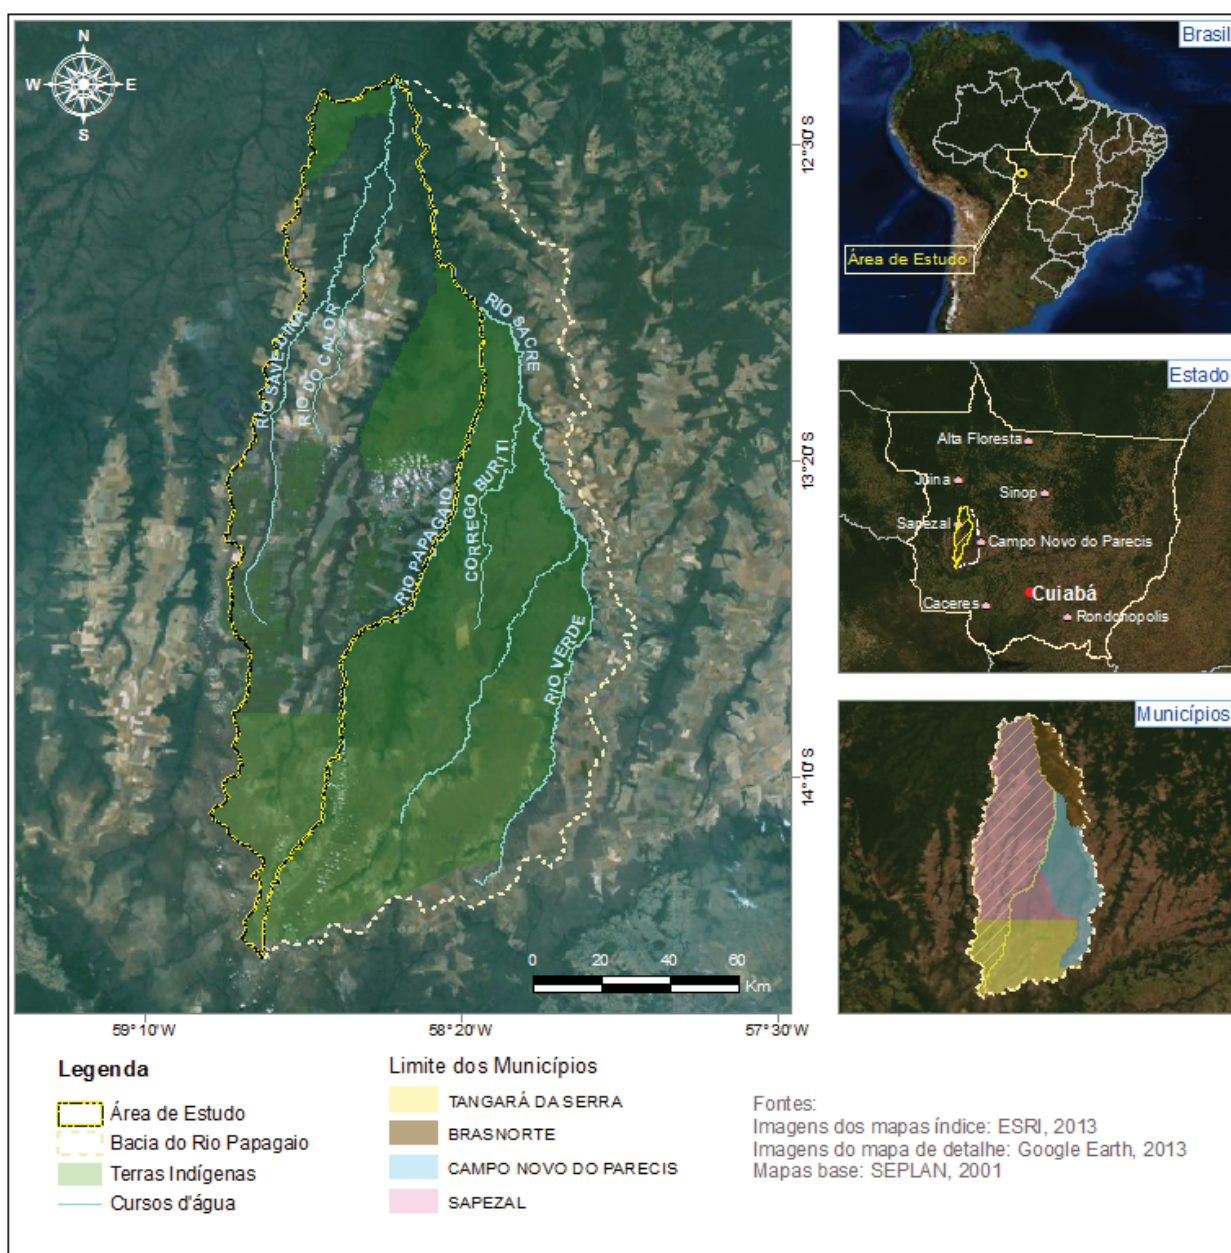 N
W
E
S
RIO SAVE UINA
RIO DO CALOR
RIO SACRE
RIO PAPAGAIO
CORREGO BURITI
RIO VERDE
0 20 40 60
Km
12°30'S
13°20'S
14°10'S
59°10'W
58°20'W
57°30'W
Brasil
Área de Estudo
Estado
Alta Floresta
Juina
Sinop
Sapezal
Campo Novo do Parecis
Cuiabá
Caceres
Rondonopolis
Municípios
Legenda
Área de Estudo
Bacia do Rio Papagaio
Terras Indígenas
Cursos d'água
Limite dos Municípios
TANGARÁ DA SERRA
BRASNORTE
CAMPO NOVO DO PARECIS
SAPEZAL
Fontes:
Imagens dos mapas índice: ESRI, 2013
Imagens do mapa de detalhe: Google Earth, 2013
Mapas base: SEPLAN, 2001